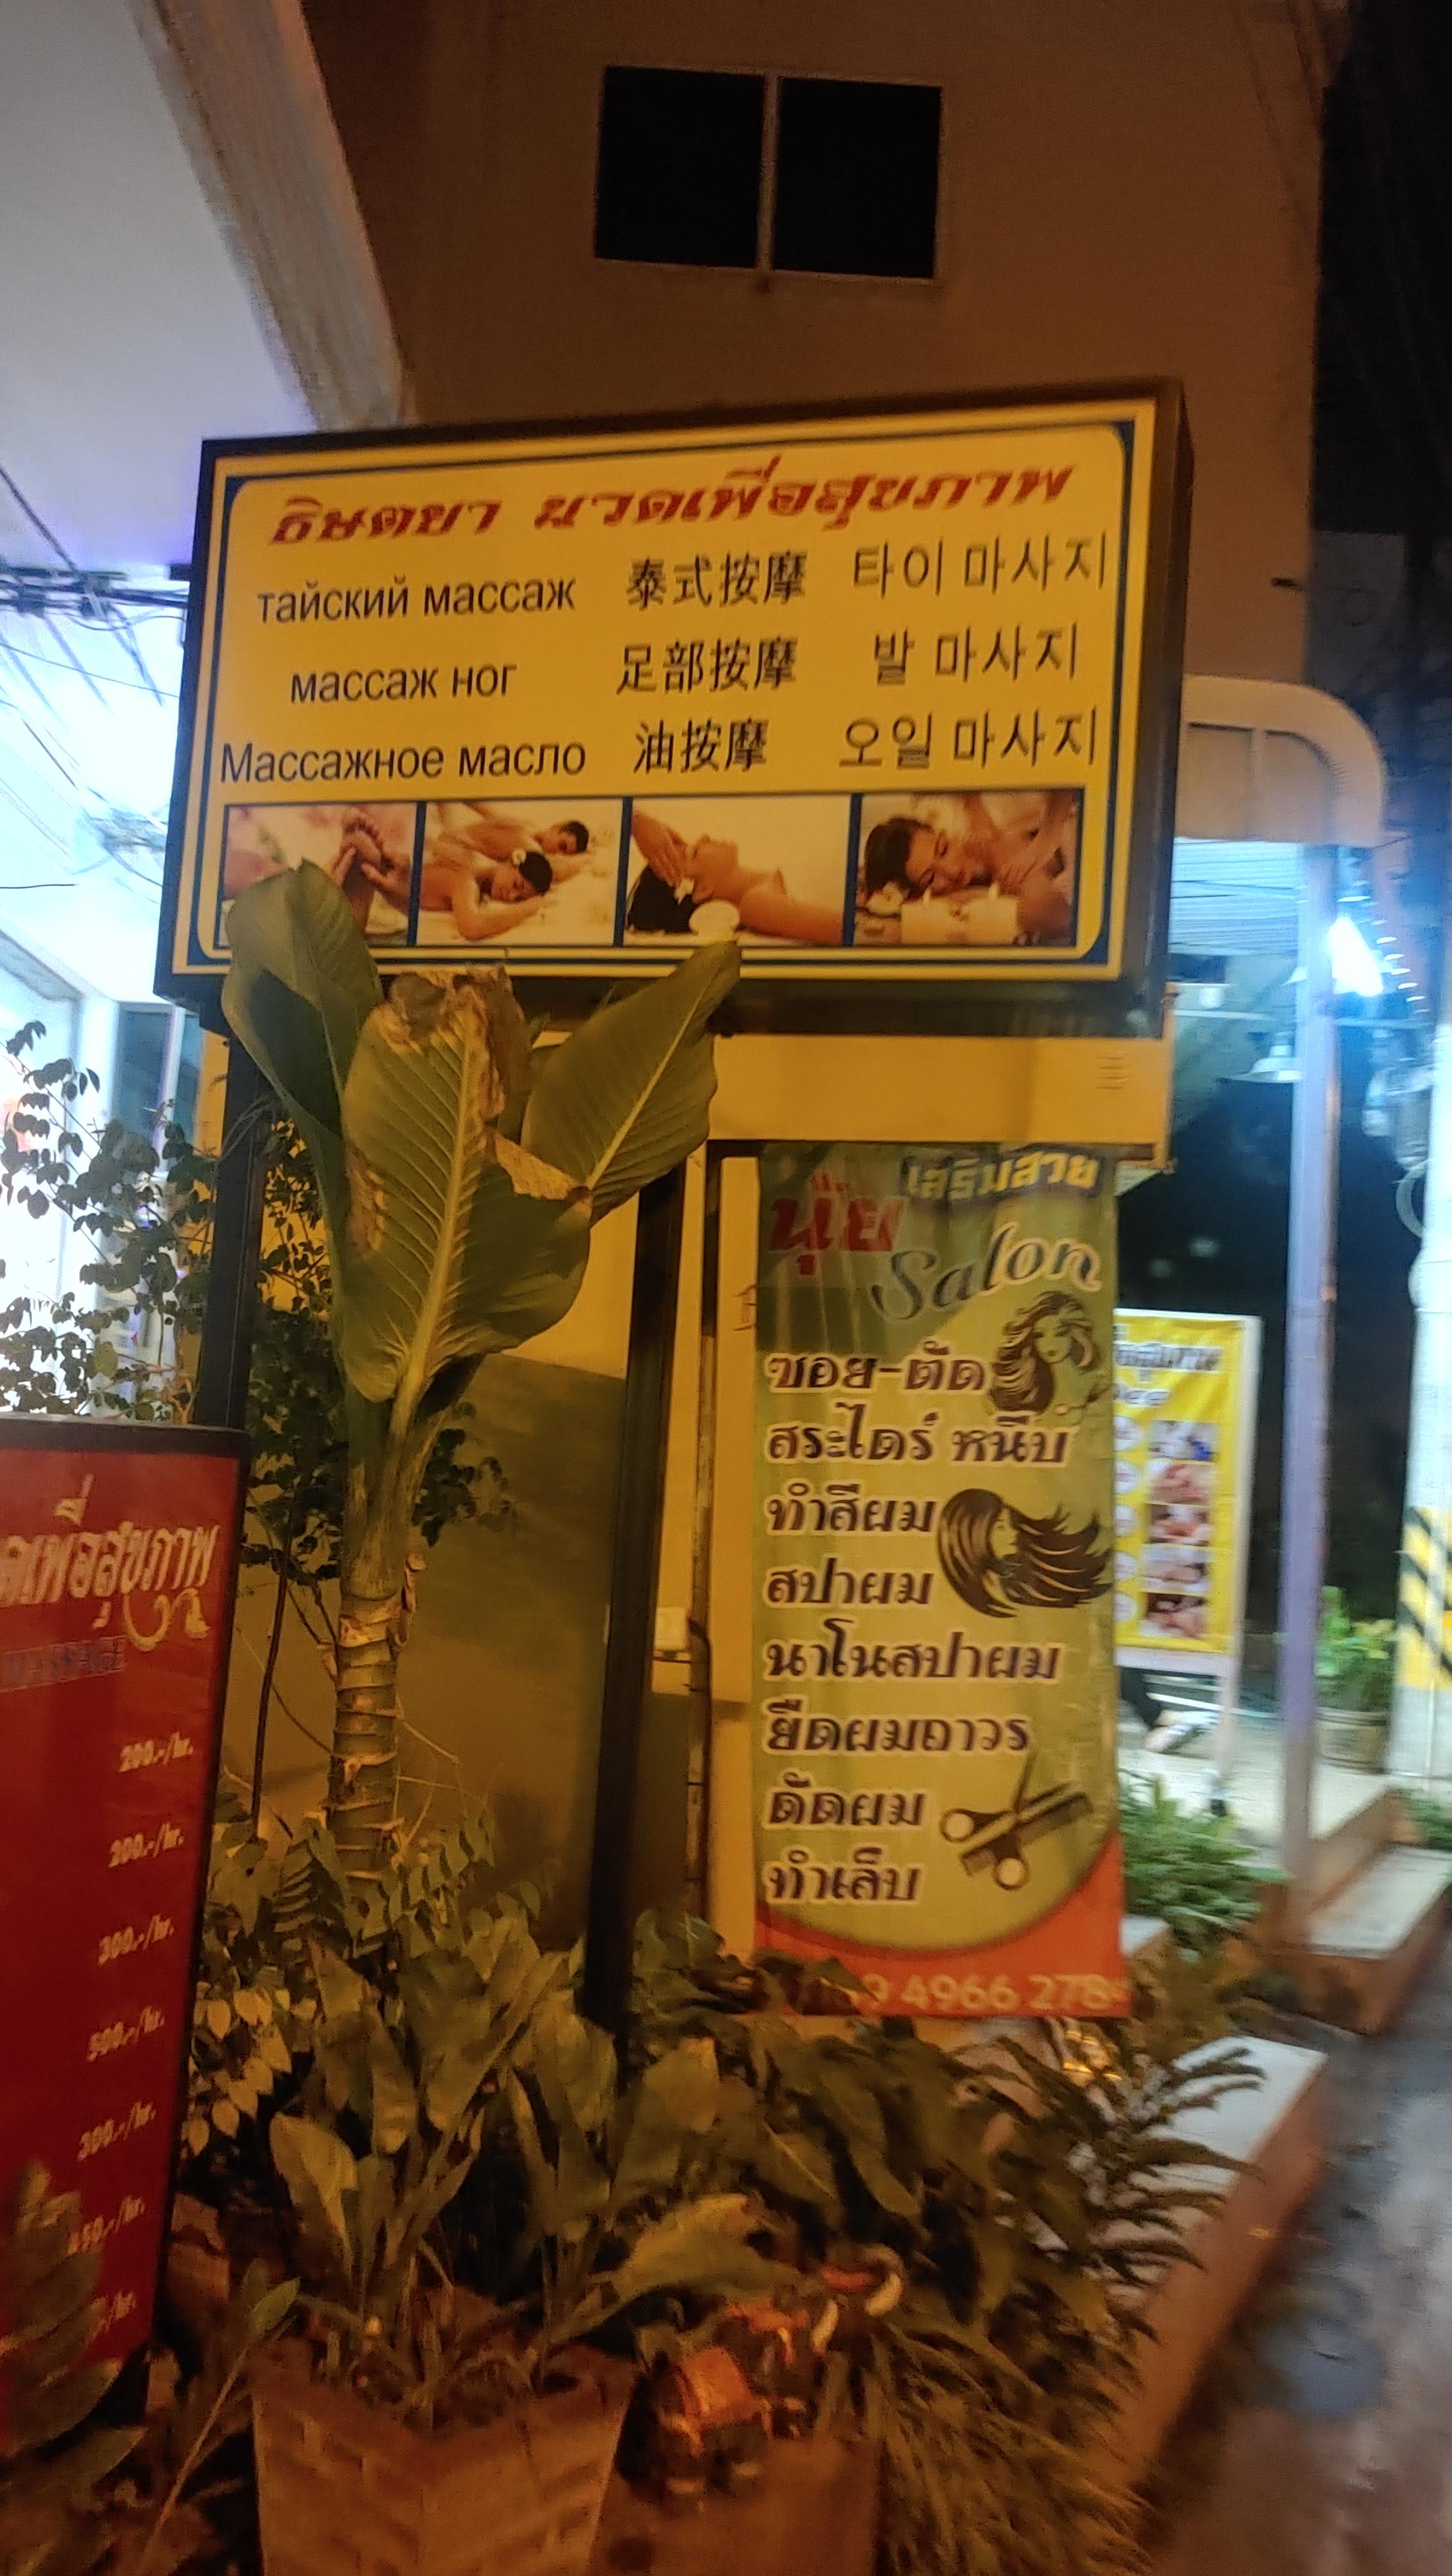 ธิษตยา นวดเพื่อสุขภาพ
тайский массаж 泰式按摩 타이 마사지
массаж ног 足部按摩 발 마사지
Массажное масло 油按摩 오일 마사지
นุ้ย เสริมสวย
Salon
ซอย-ตัด
สระไดร์ หนีบ
ทำสีผม
สปาผม
นาโนสปาผม
ยืดผมถาวร
ดัดผม
ทำเล็บ
9 4966 278
ดเพื่อสุขภาพ
200.-/hr.
200.-/hr.
300.-/hr.
500.-/hr.
300.-/hr.
450.-/hr.
/hr.